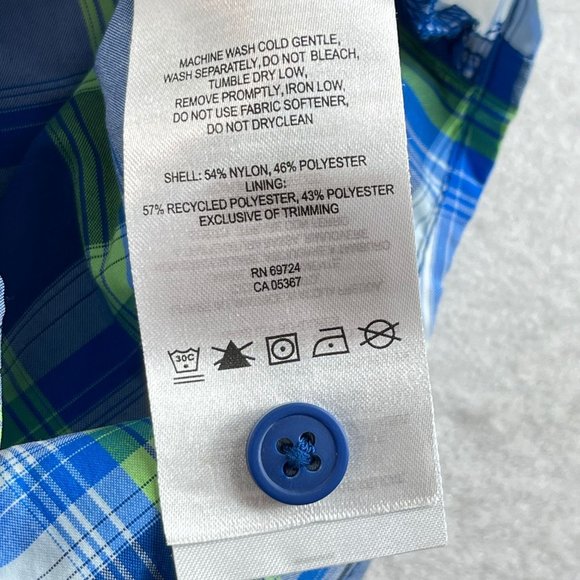 MACHINE WASH COLD GENTLE,
WASH SEPARATELY, DO NOT BLEACH,
TUMBLE DRY LOW,
REMOVE PROMPTLY, IRON LOW,
DO NOT USE FABRIC SOFTENER,
DO NOT DRYCLEAN
SHELL: 54% NYLON, 46% POLYESTER
LINING:
57% RECYCLED POLYESTER, 43% POLYESTER
EXCLUSIVE OF TRIMMING
RN 69724
CA 05367
30C